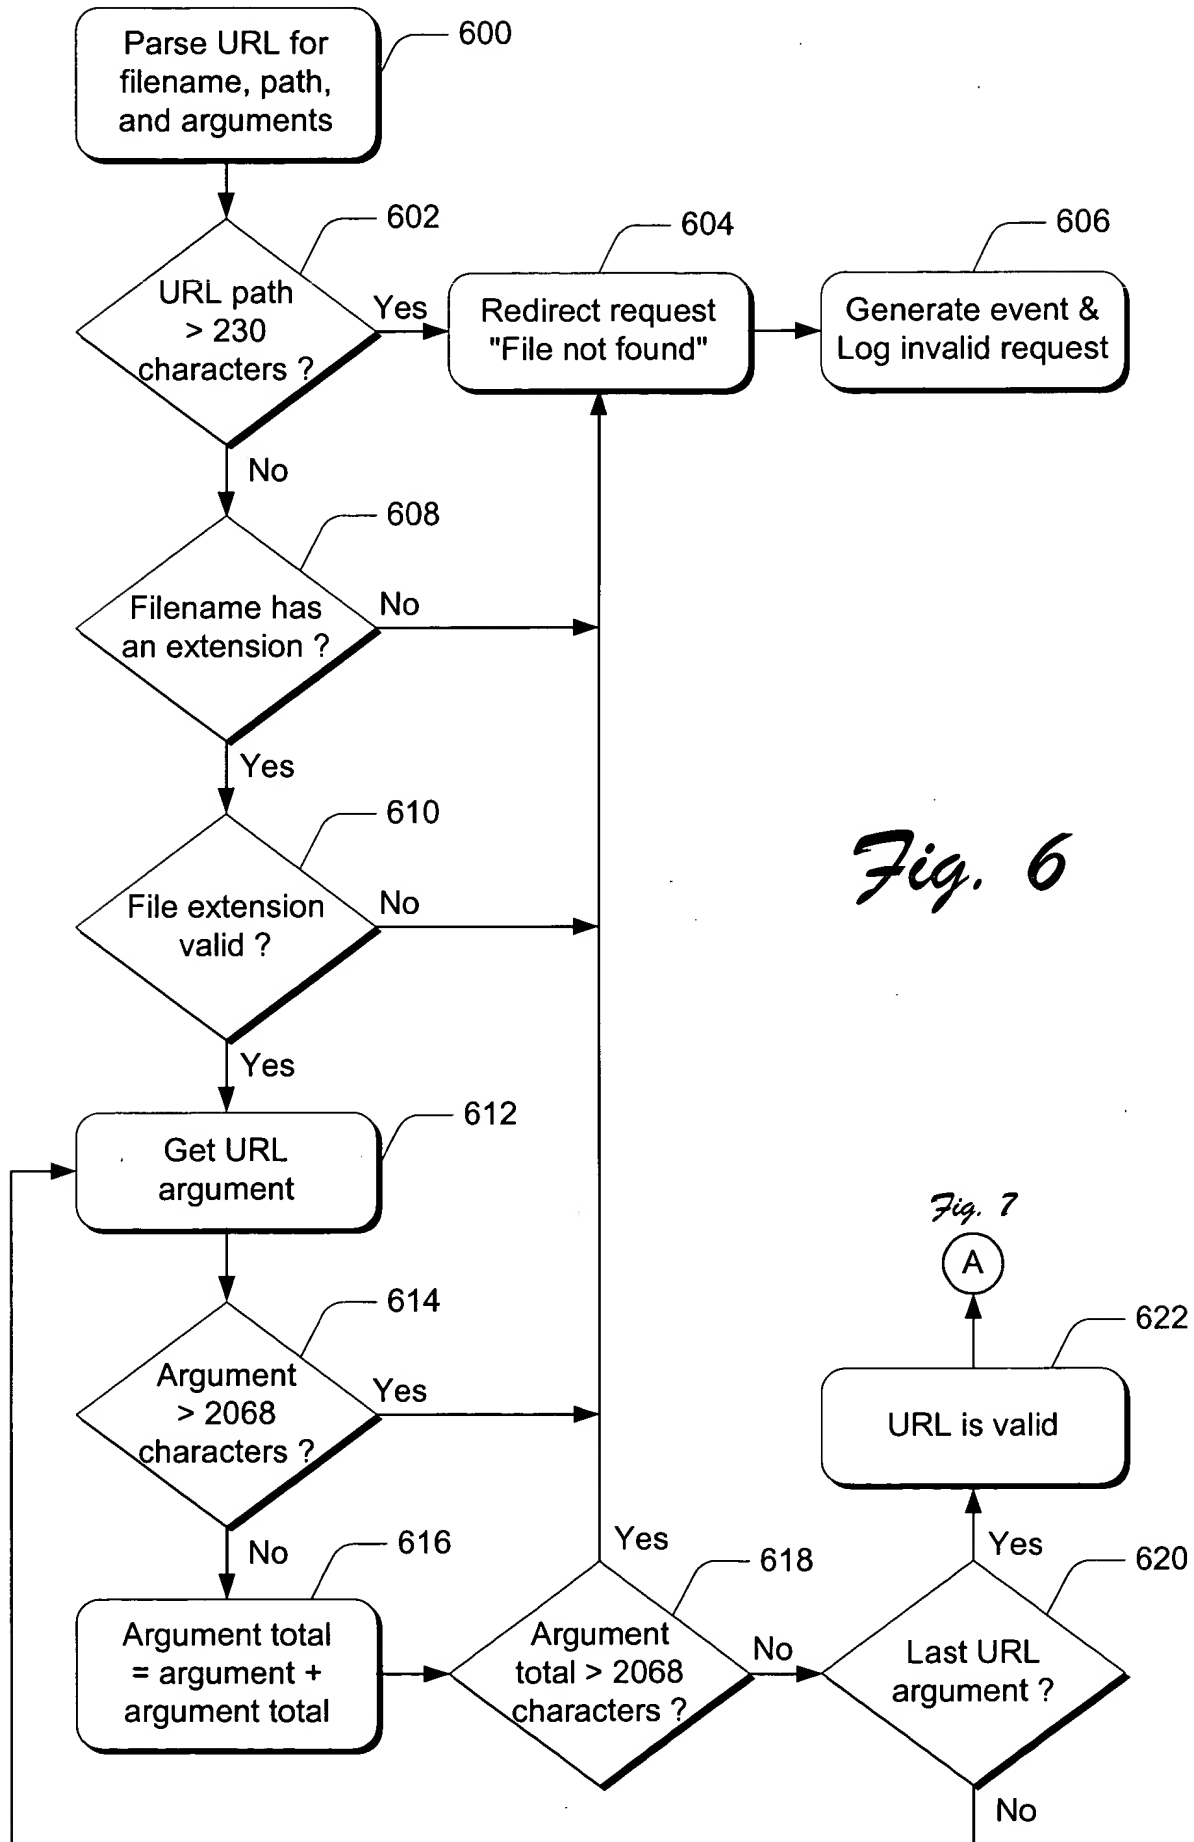 Parse URL for
filename, path,
and arguments
600
602
URL path
> 230
characters ?
Yes
604
Redirect request
"File not found"
606
Generate event &
Log invalid request
No
608
Filename has
an extension ?
No
Yes
610
File extension
valid ?
No
Fig. 6
Yes
612
Get URL
argument
Fig. 7
A
614
Argument
> 2068
characters ?
Yes
622
URL is valid
No
616
Argument total
= argument +
argument total
Yes
618
Argument
total > 2068
characters ?
No
Yes
620
Last URL
argument ?
No